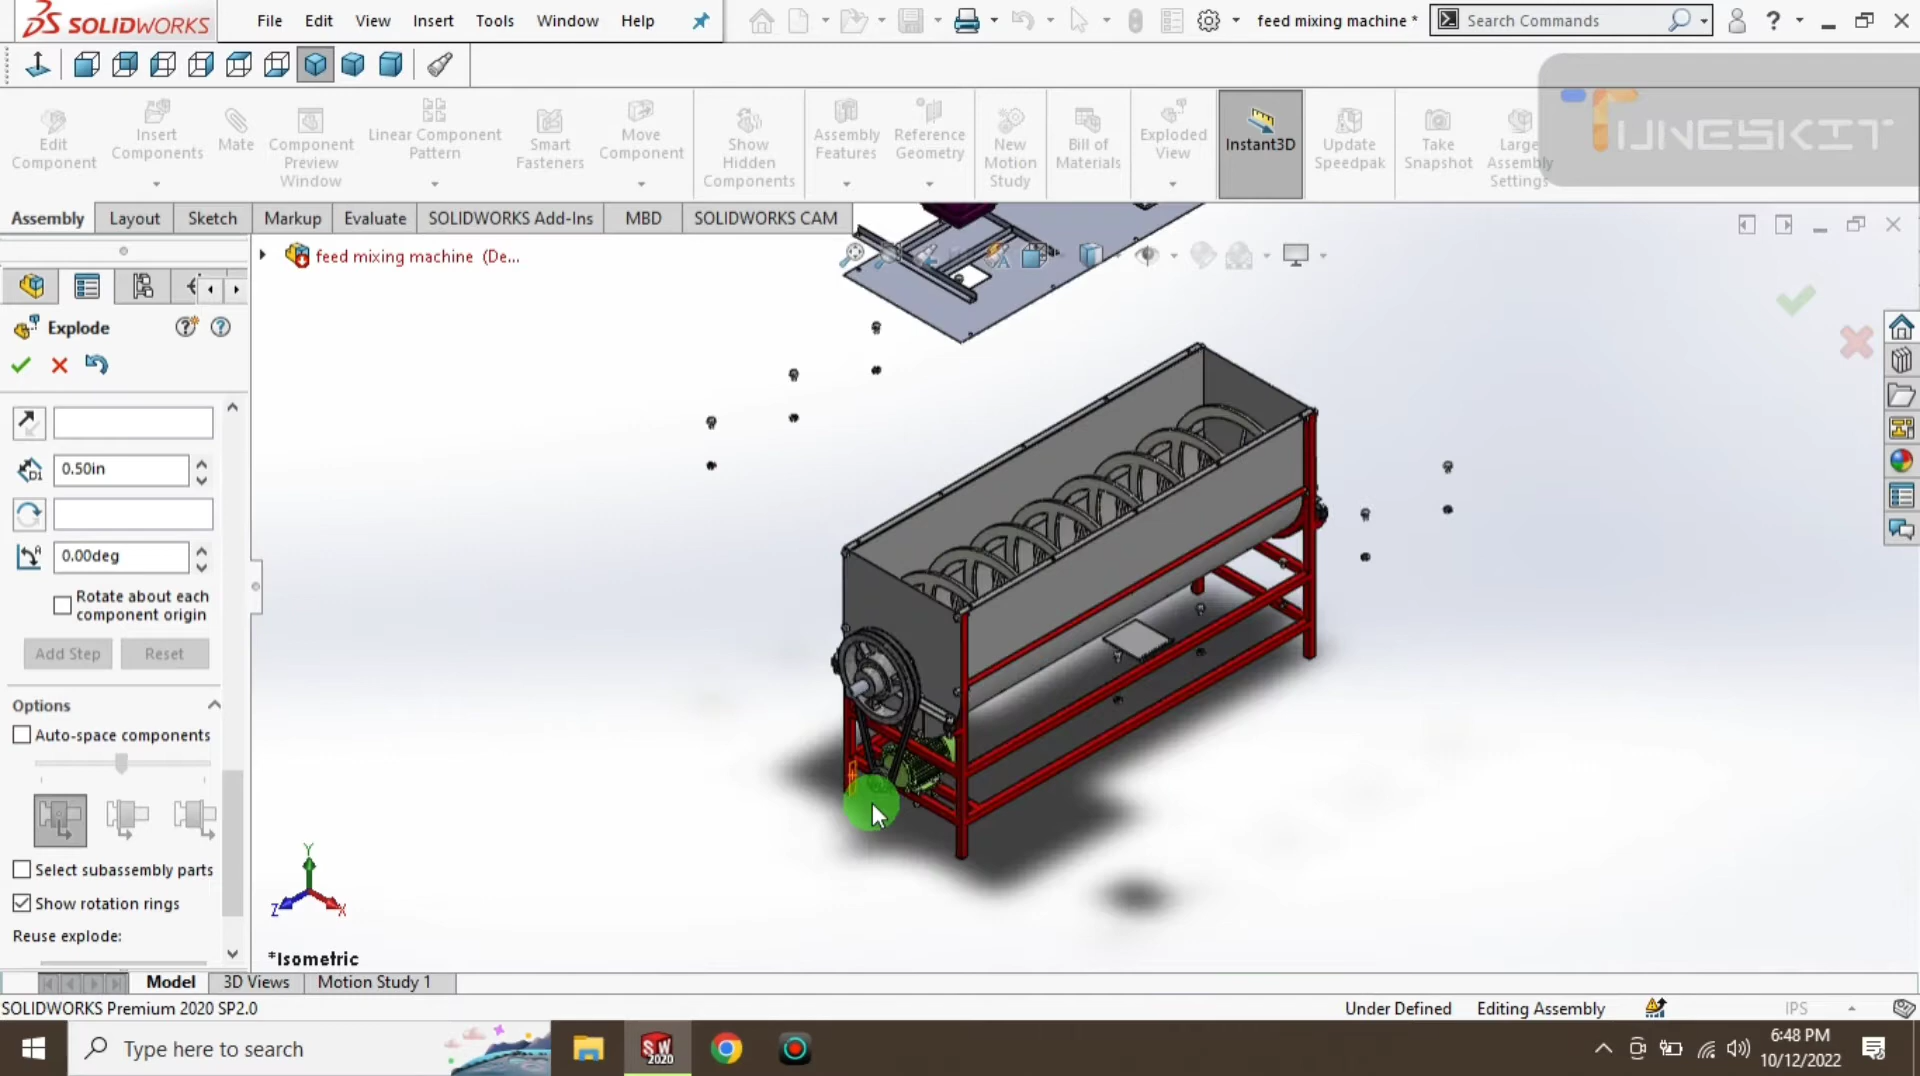 SOLIDWORKS File Edit View Insert Tools Window Help feed mixing machine * Search Commands
Edit Component
Insert Components
Mate
Component Preview Window
Linear Component Pattern
Smart Fasteners
Move Component
Show Hidden Components
Assembly Features
Reference Geometry
New Motion Study
Bill of Materials
Exploded View
Instant3D
Update Speedpak
Take Snapshot
Large Assembly Settings
TUNESKIT
Assembly Layout Sketch Markup Evaluate SOLIDWORKS Add-Ins MBD SOLIDWORKS CAM
feed mixing machine (De...
Explode
D1
0.50in
0.00deg
Rotate about each
component origin
Add Step Reset
Options
Auto-space components
Select subassembly parts
Show rotation rings
Reuse explode:
Y
Z X
*Isometric
Model 3D Views Motion Study 1
SOLIDWORKS Premium 2020 SP2.0 Under Defined Editing Assembly IPS
Type here to search
SW
2020
6:48 PM
10/12/2022